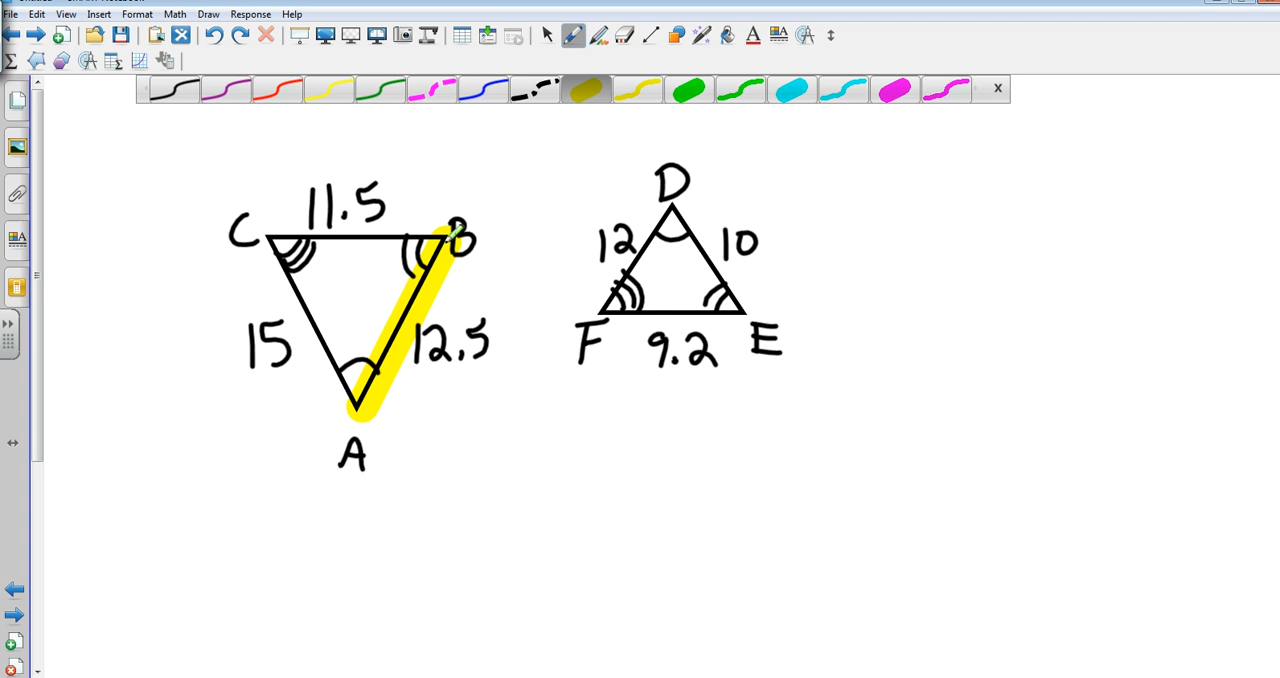 File Edit View Insert Format Math Draw Response Help
C 11.5 B
15 12.5
A
D
12 10
F 9.2 E